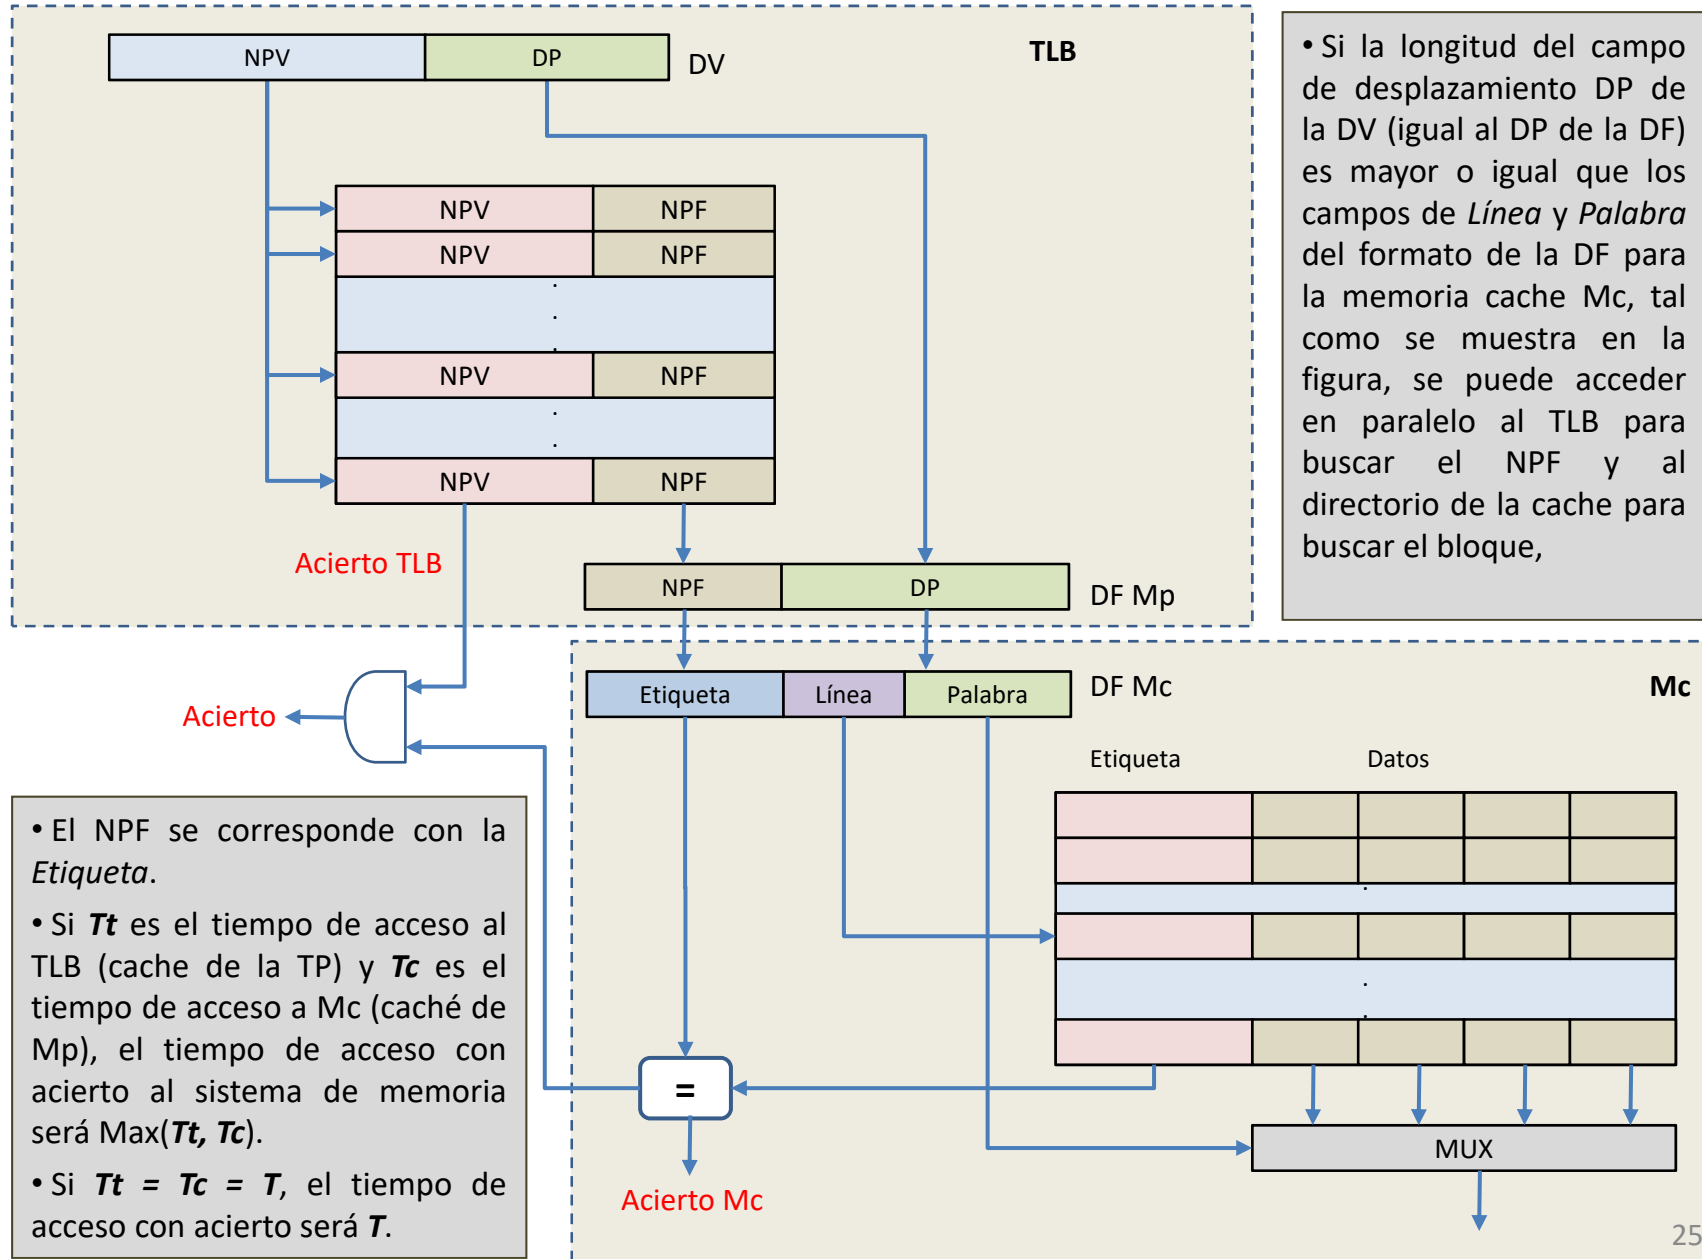 NPV
DP
DV
TLB
NPV NPF
NPV NPF
NPV NPF
NPV NPF
Acierto TLB
NPF
DP
DF Mp
• Si la longitud del campo
de desplazamiento DP de
la DV (igual al DP de la DF)
es mayor o igual que los
campos de Línea y Palabra
del formato de la DF para
la memoria cache Mc, tal
como se muestra en la
figura, se puede acceder
en paralelo al TLB para
buscar el NPF y al
directorio de la cache para
buscar el bloque,
Etiqueta
Línea
Palabra
DF Mc
Mc
Acierto
Etiqueta
Datos
• El NPF se corresponde con la
Etiqueta.
• Si Tt es el tiempo de acceso al
TLB (cache de la TP) y Tc es el
tiempo de acceso a Mc (caché de
Mp), el tiempo de acceso con
acierto al sistema de memoria
será Max(Tt, Tc).
• Si Tt = Tc = T, el tiempo de
acceso con acierto será T.
=
MUX
Acierto Mc
25